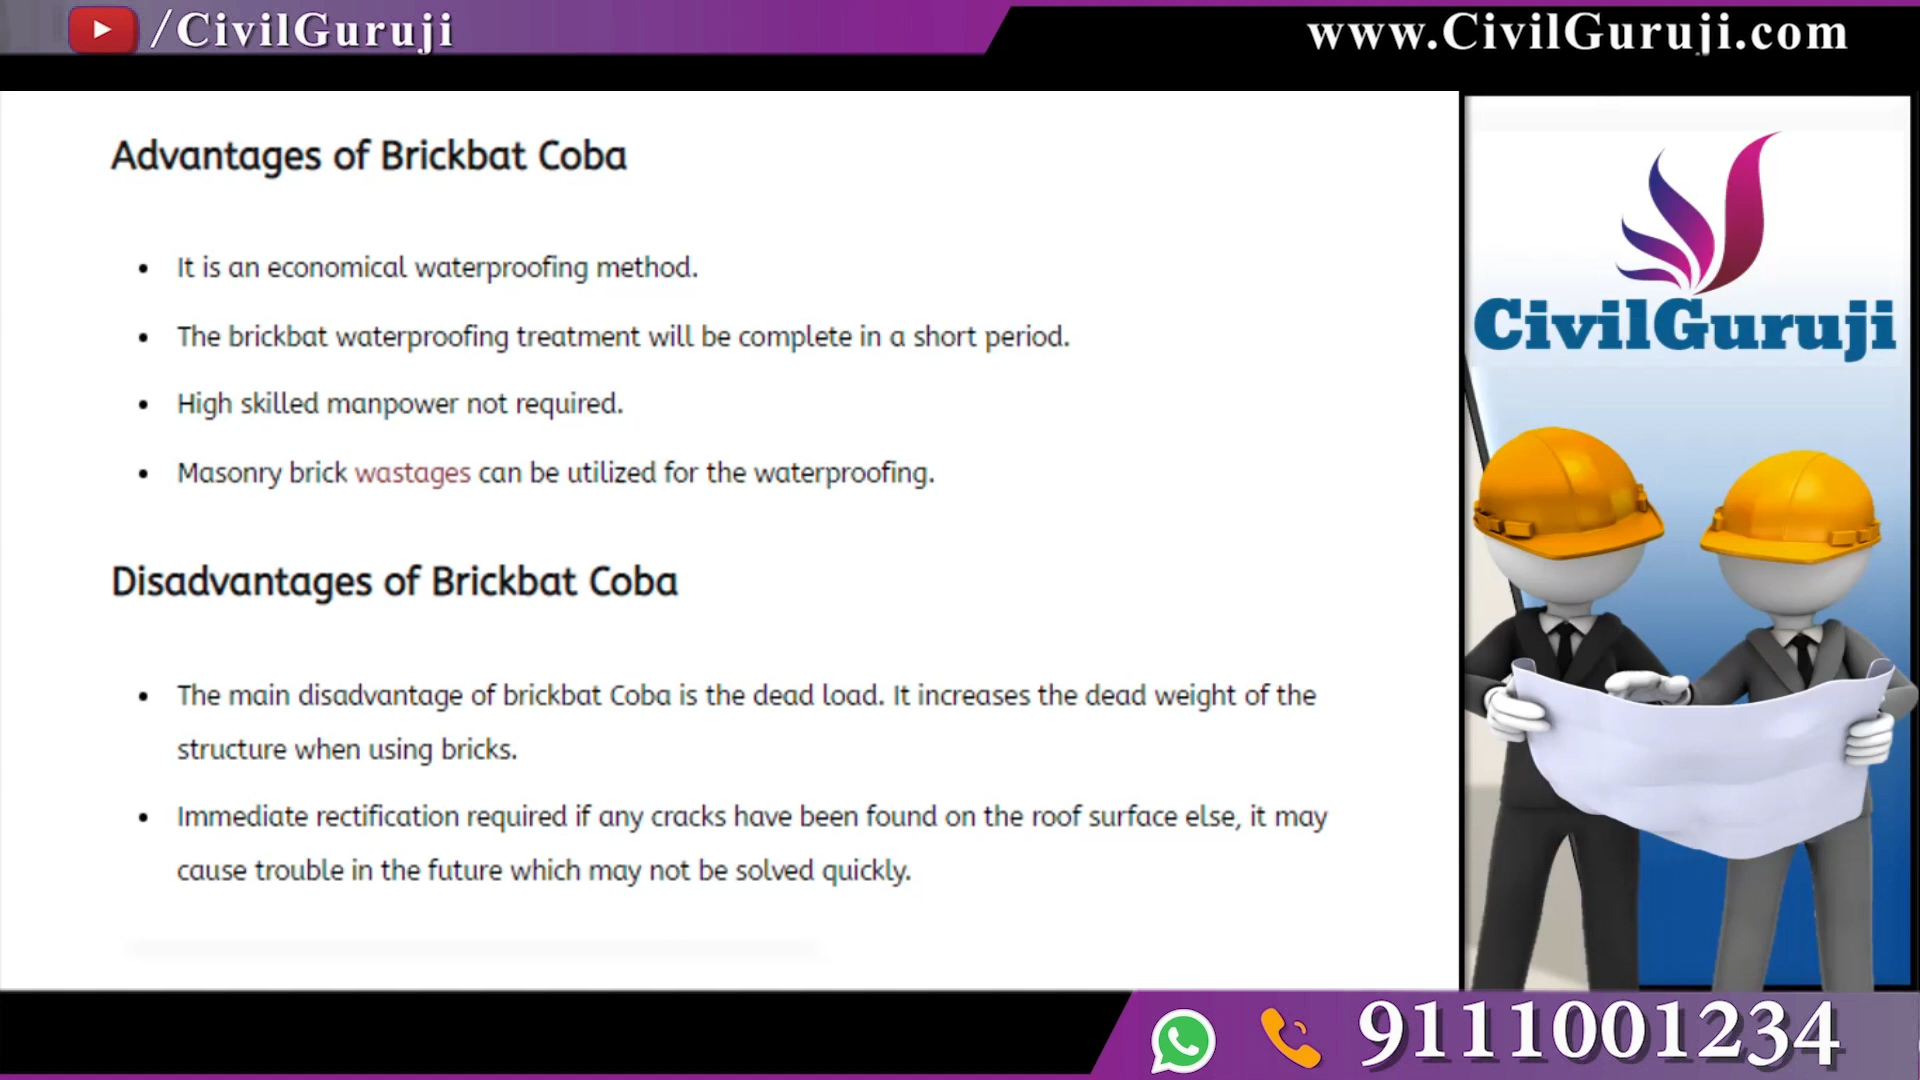 /CivilGuruji
www.CivilGuruji.com
Advantages of Brickbat Coba
• It is an economical waterproofing method.
• The brickbat waterproofing treatment will be complete in a short period.
• High skilled manpower not required.
• Masonry brick wastages can be utilized for the waterproofing.
Disadvantages of Brickbat Coba
• The main disadvantage of brickbat Coba is the dead load. It increases the dead weight of the
structure when using bricks.
• Immediate rectification required if any cracks have been found on the roof surface else, it may
cause trouble in the future which may not be solved quickly.
CivilGuruji
9111001234